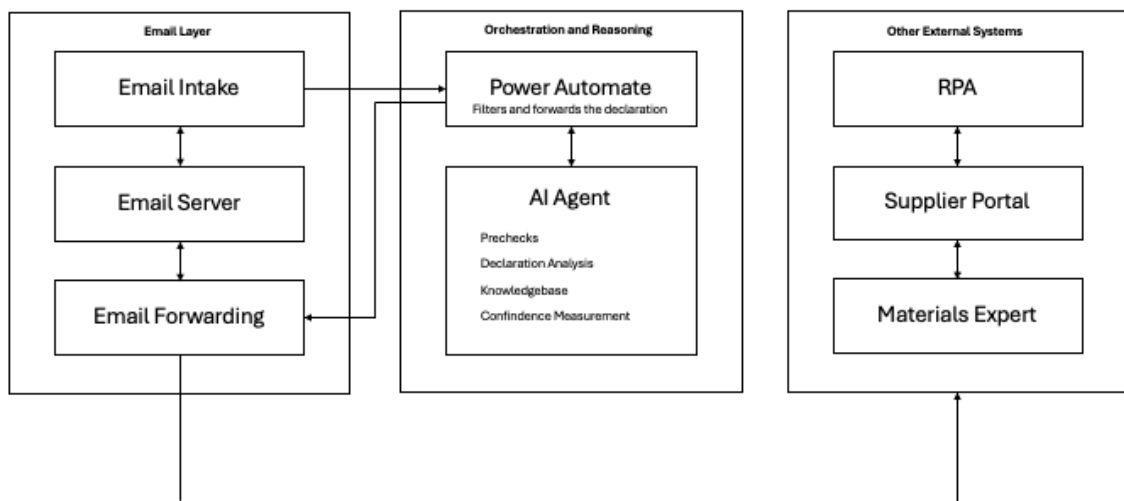 Email Layer
Email Intake
Email Server
Email Forwarding
Orchestration and Reasoning
Power Automate
Filters and forwards the declaration
AI Agent
Prechecks
Declaration Analysis
Knowledgebase
Confindence Measurement
Other External Systems
RPA
Supplier Portal
Materials Expert